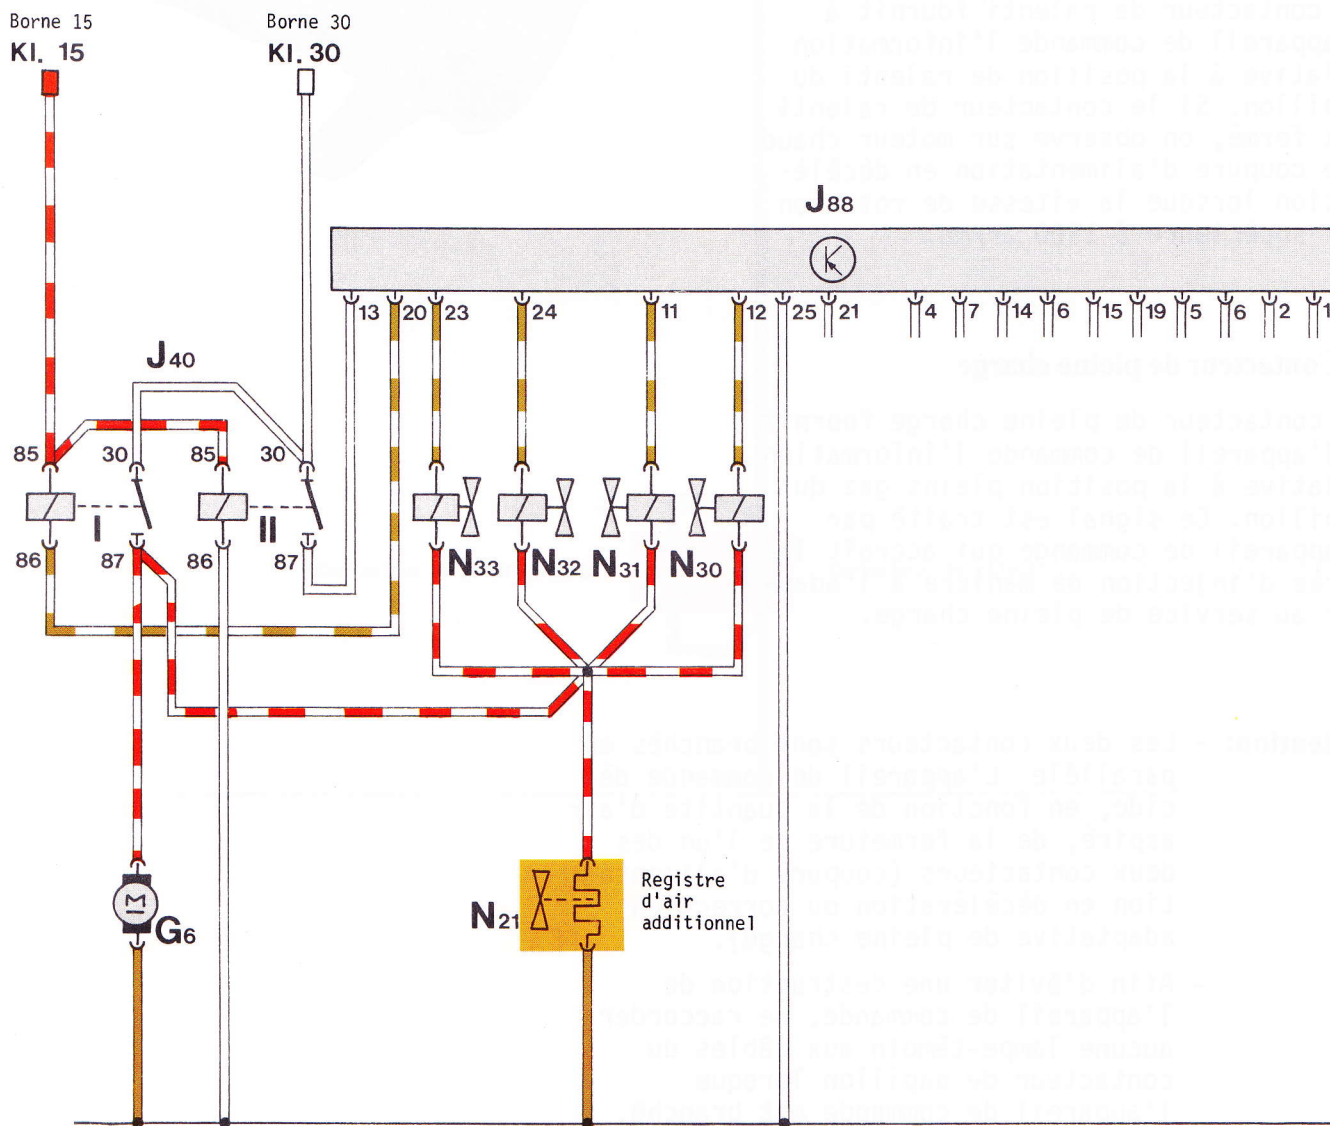 Borne 15
Kl. 15
Borne 30
Kl. 30
J88
13 20 23 24 11 12 25 21 4 7 14 6 15 19 5 6 2 1
J40
85 30 85 30
I II
86 87 86 87
N33 N32 N31 N30
M
G6
N21
Registre
d'air
additionnel